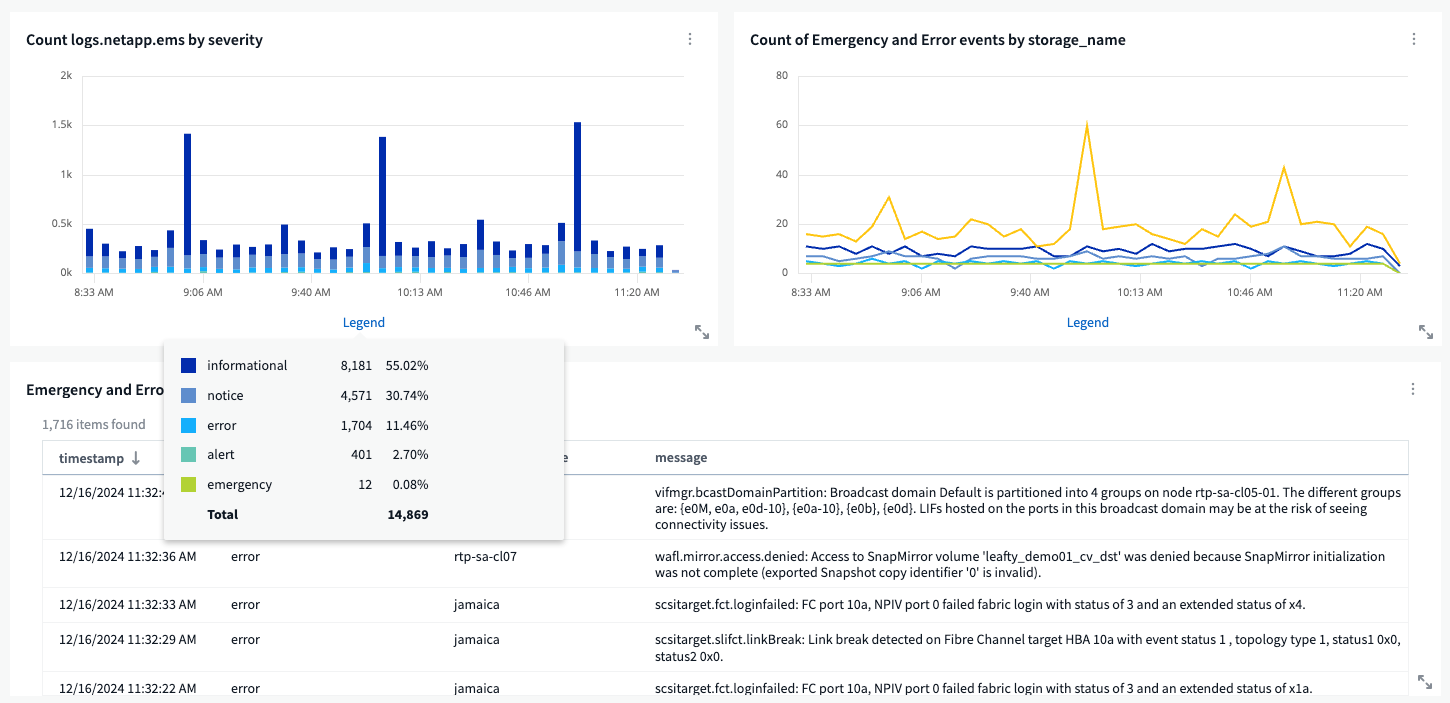 Count logs.netapp.ems by severity
2k
1.5k
1k
0.5k
0k
8:33 AM 9:06 AM 9:40 AM 10:13 AM 10:46 AM 11:20 AM
Legend
Count of Emergency and Error events by storage_name
80
60
40
20
0
8:33 AM 9:06 AM 9:40 AM 10:13 AM 10:46 AM 11:20 AM
Legend
informational 8,181 55.02%
notice 4,571 30.74%
error 1,704 11.46%
alert 401 2.70%
emergency 12 0.08%
Total 14,869
Emergency and Erro
1,716 items found
timestamp e message
12/16/2024 11:32:4
vifmgr.bcastDomainPartition: Broadcast domain Default is partitioned into 4 groups on node rtp-sa-cl05-01. The different groups
are: {e0M, e0a, e0d-10}, {e0a-10}, {e0b}, {e0d}. LIFs hosted on the ports in this broadcast domain may be at the risk of seeing
connectivity issues.
12/16/2024 11:32:36 AM error rtp-sa-cl07 wafl.mirror.access.denied: Access to SnapMirror volume 'leafty_demo01_cv_dst' was denied because SnapMirror initialization
was not complete (exported Snapshot copy identifier '0' is invalid).
12/16/2024 11:32:33 AM error jamaica scsitarget.fct.loginfailed: FC port 10a, NPIV port 0 failed fabric login with status of 3 and an extended status of x4.
12/16/2024 11:32:29 AM error jamaica scsitarget.slifct.linkBreak: Link break detected on Fibre Channel target HBA 10a with event status 1 , topology type 1, status1 0x0,
status2 0x0.
12/16/2024 11:32:22 AM error jamaica scsitarget.fct.loginfailed: FC port 10a, NPIV port 0 failed fabric login with status of 3 and an extended status of x1a.